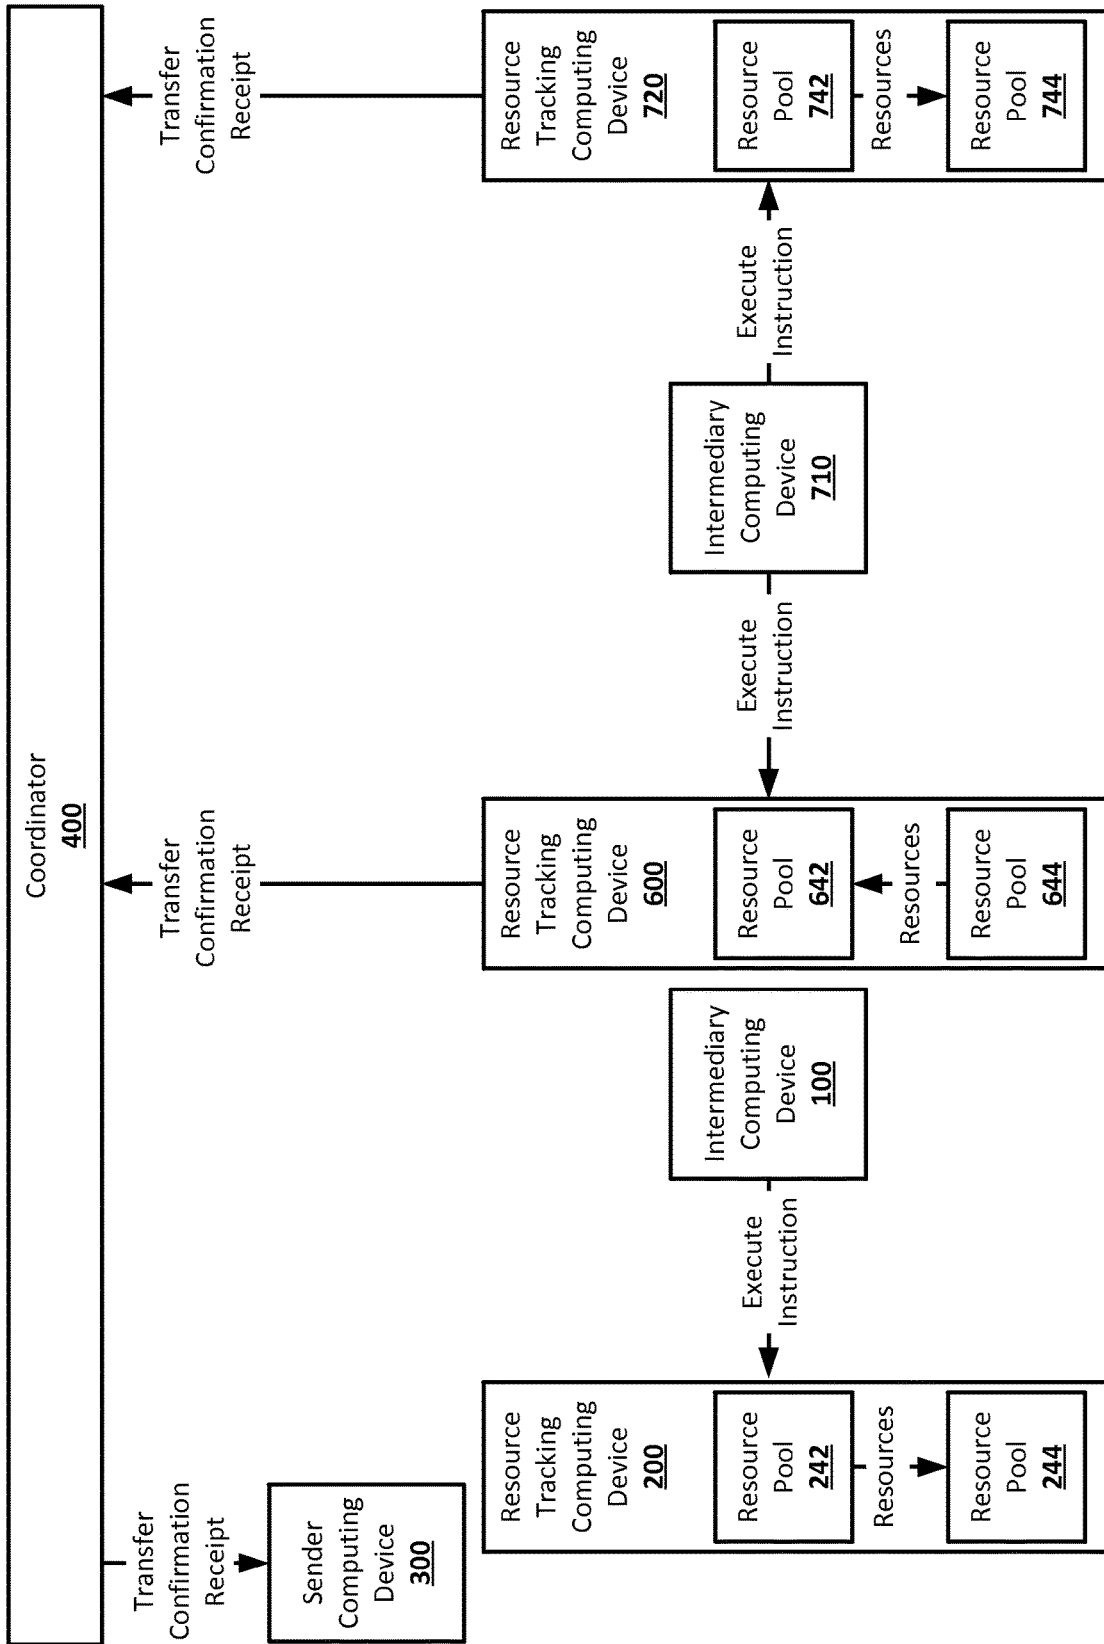 Coordinator
400
Transfer
Confirmation
Receipt
Transfer
Confirmation
Receipt
Transfer
Confirmation
Receipt
Sender
Computing
Device
300
Resource
Tracking
Computing
Device
200
Resource
Pool
242
Resources
Resource
Pool
244
Execute
Instruction
Intermediary
Computing
Device
100
Resource
Tracking
Computing
Device
600
Resource
Pool
642
Resources
Resource
Pool
644
Execute
Instruction
Intermediary
Computing
Device
710
Execute
Instruction
Resource
Tracking
Computing
Device
720
Resource
Pool
742
Resources
Resource
Pool
744